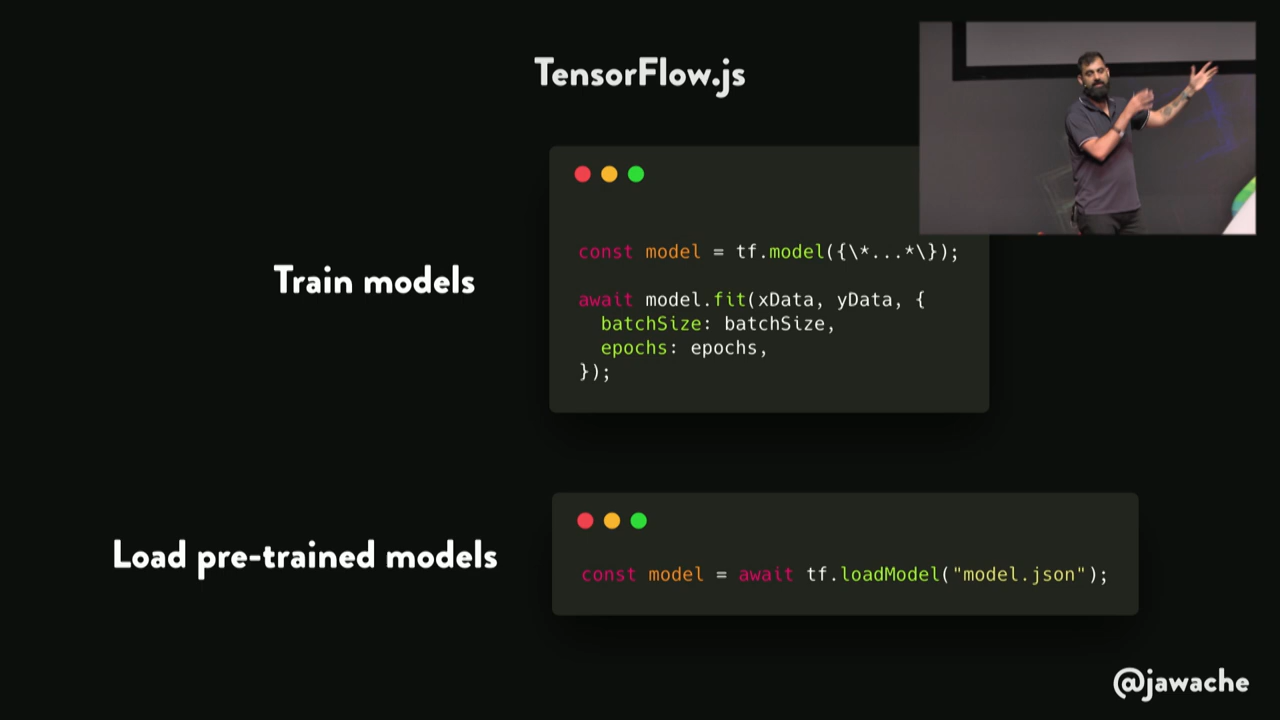 TensorFlow.js
Train models
const model = tf.model({\*...*\});
await model.fit(xData, yData, {
  batchSize: batchSize,
  epochs: epochs,
});
Load pre-trained models
const model = await tf.loadModel("model.json");
@jawache